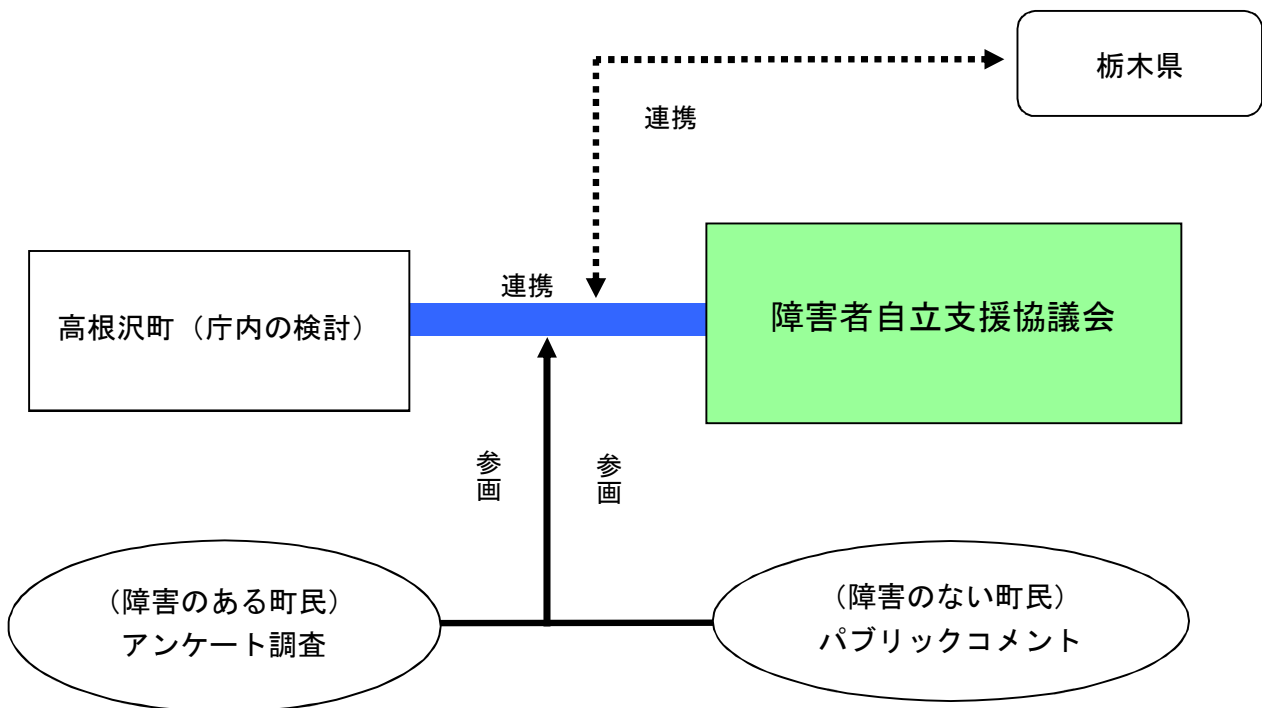 栃木県
連携
連携
高根沢町（庁内の検討）
障害者自立支援協議会
参画
参画
（障害のある町民）
アンケート調査
（障害のない町民）
パブリックコメント